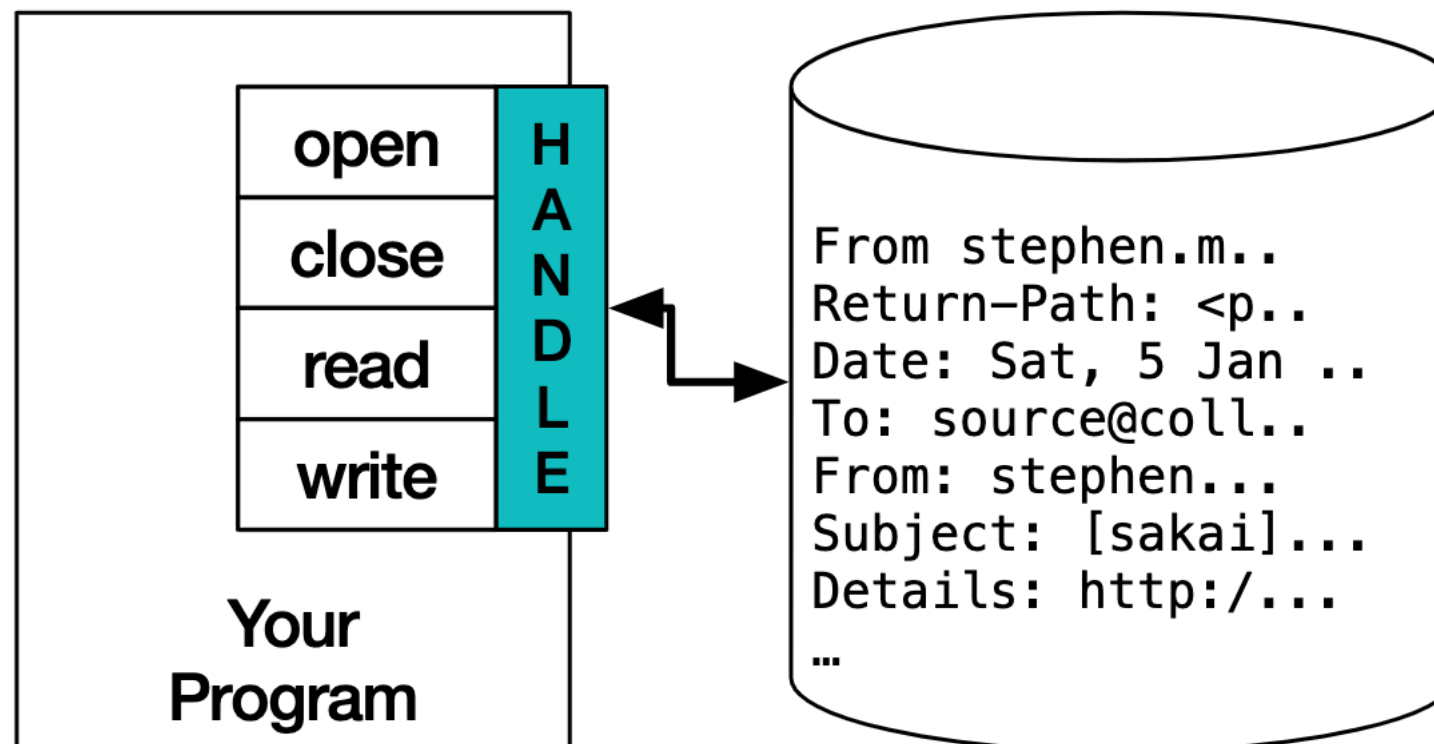 open
close
read
write
HANDLE
Your
Program
From stephen.m..
Return-Path: <p..
Date: Sat, 5 Jan ..
To: source@coll..
From: stephen...
Subject: [sakai]...
Details: http:/...
…